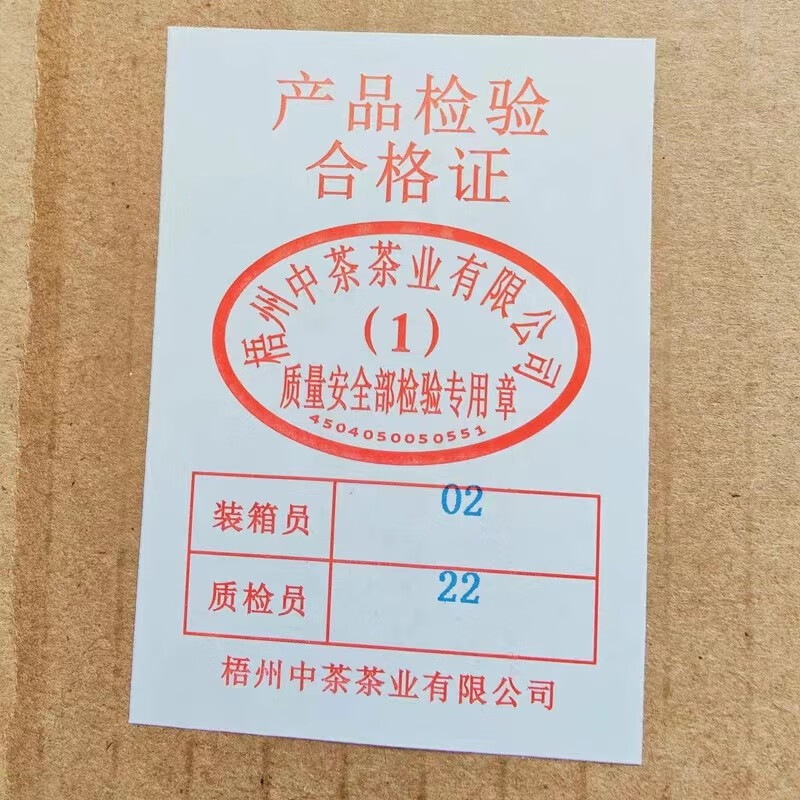 产品检验
合格证
梧州中茶茶业有限公司
(1)
质量安全部检验专用章
4504050050551
装箱员 02
质检员 22
梧州中茶茶业有限公司